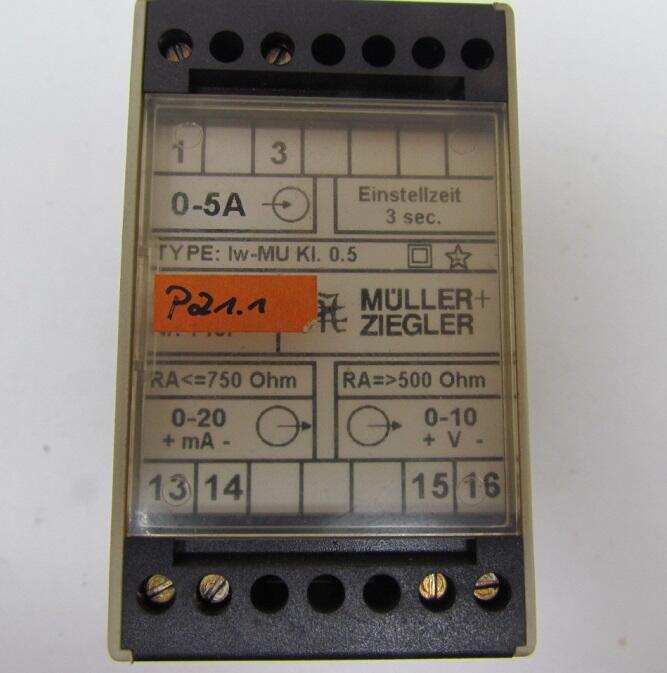 1 3
0-5A
Einstellzeit
3 sec.
TYPE: Iw-MU Kl. 0.5
P21.1
MÜLLER+
ZIEGLER
RA<=750 Ohm
0-20
+ mA -
RA=>500 Ohm
0-10
+ V -
13 14 15 16